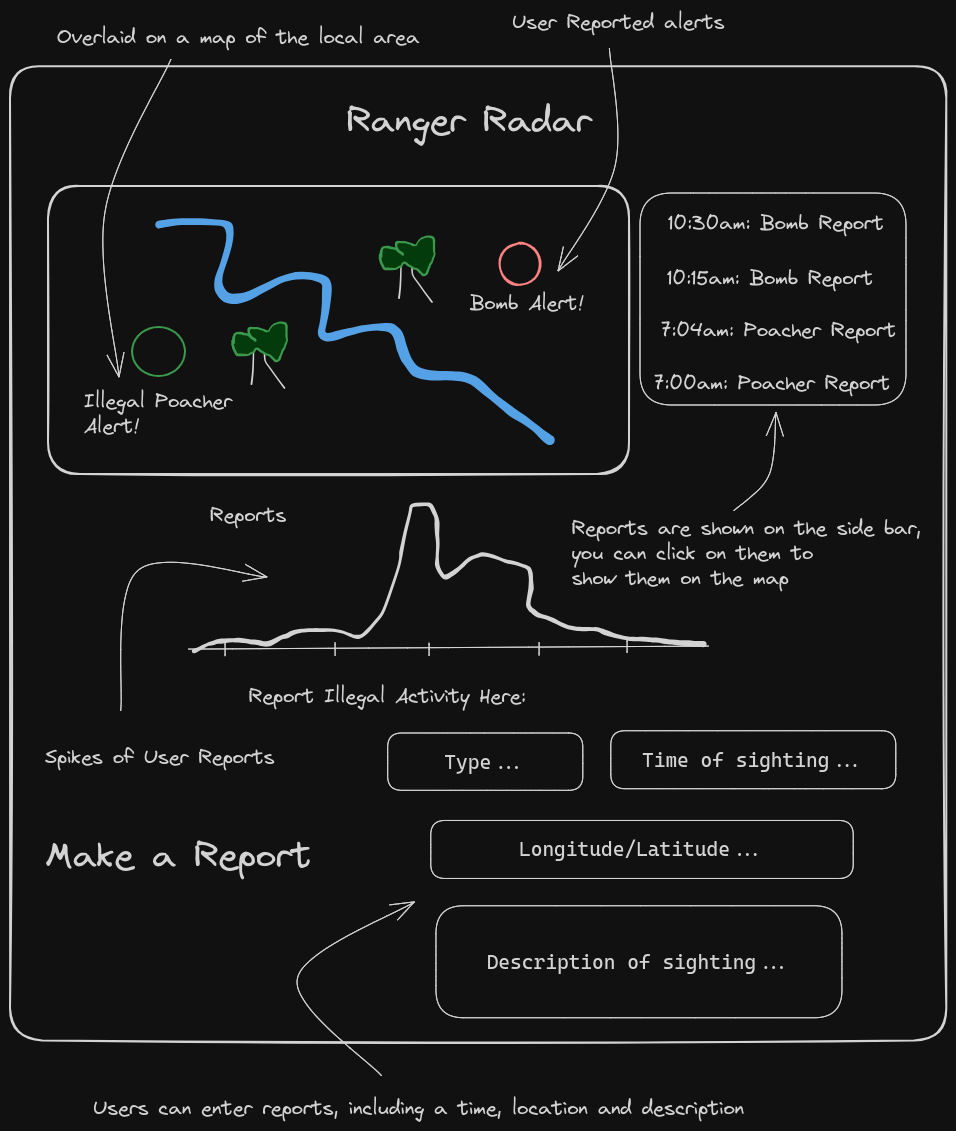 Overlaid on a map of the local area
User Reported alerts
Ranger Radar
Bomb Alert!
Illegal Poacher
Alert!
10:30am: Bomb Report
10:15am: Bomb Report
7:04am: Poacher Report
7:00am: Poacher Report
Reports
Reports are shown on the side bar,
you can click on them to
show them on the map
Report Illegal Activity Here:
Spikes of User Reports
Type...
Time of sighting...
Make a Report
Longitude/Latitude...
Description of sighting...
Users can enter reports, including a time, location and description